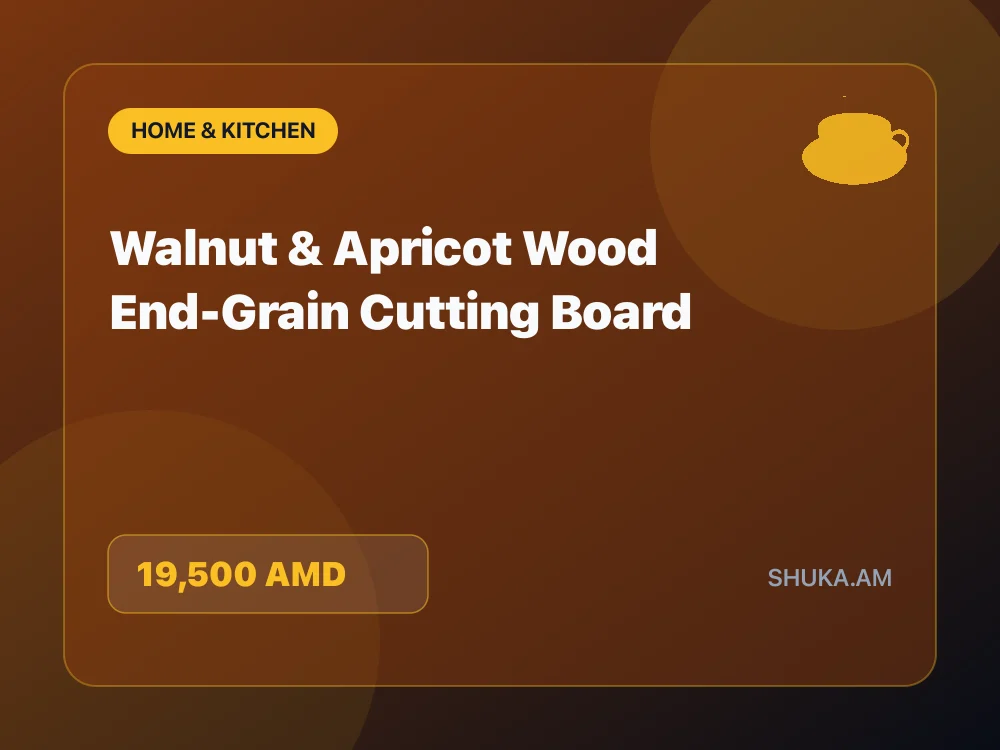 HOME & KITCHEN
Walnut & Apricot Wood
End-Grain Cutting Board
19,500 AMD
SHUKA.AM